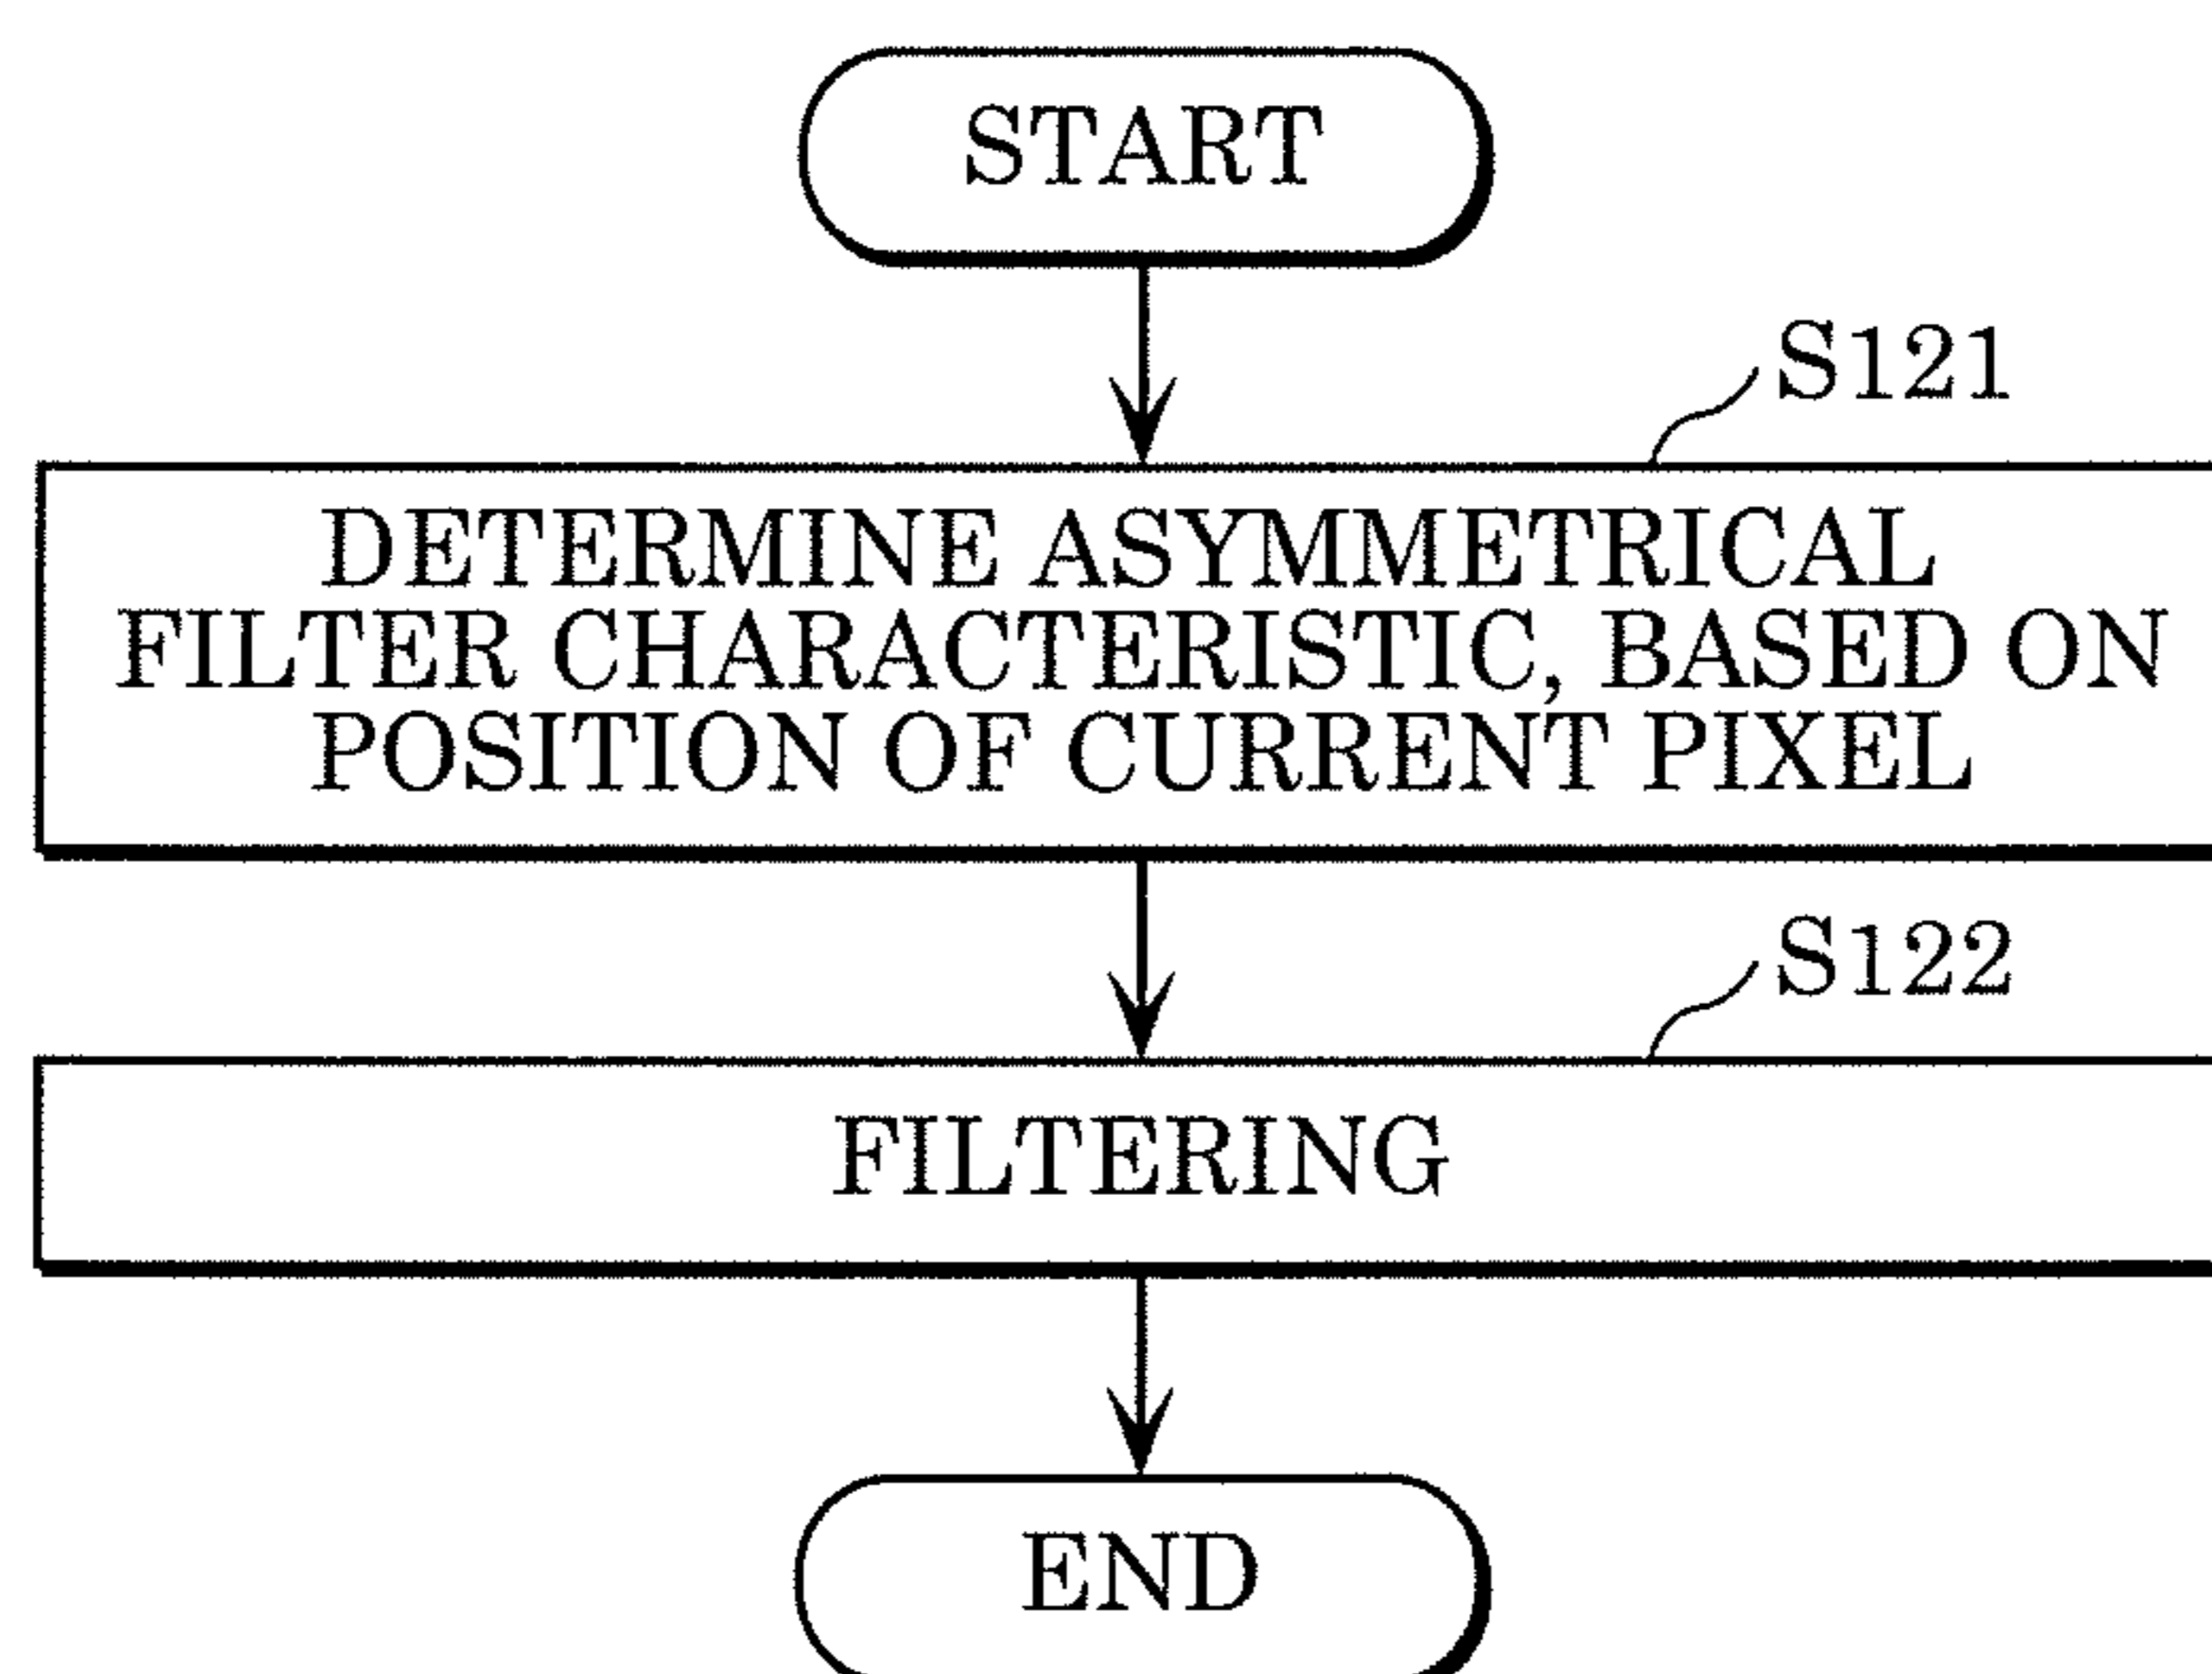 START
S121
DETERMINE ASYMMETRICAL
FILTER CHARACTERISTIC, BASED ON
POSITION OF CURRENT PIXEL
S122
FILTERING
END